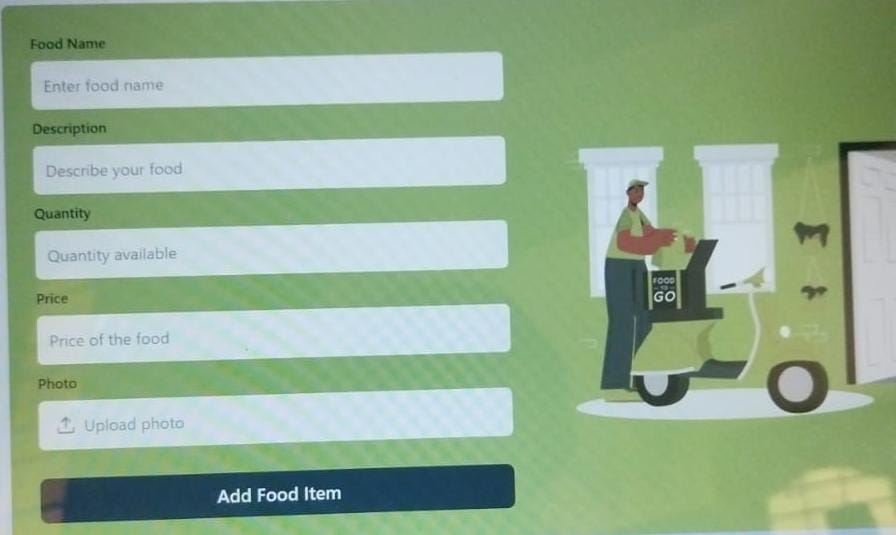 Food Name
Enter food name
Description
Describe your food
Quantity
Quantity available
Price
Price of the food
Photo
Upload photo
Add Food Item
FOOD
TO
GO